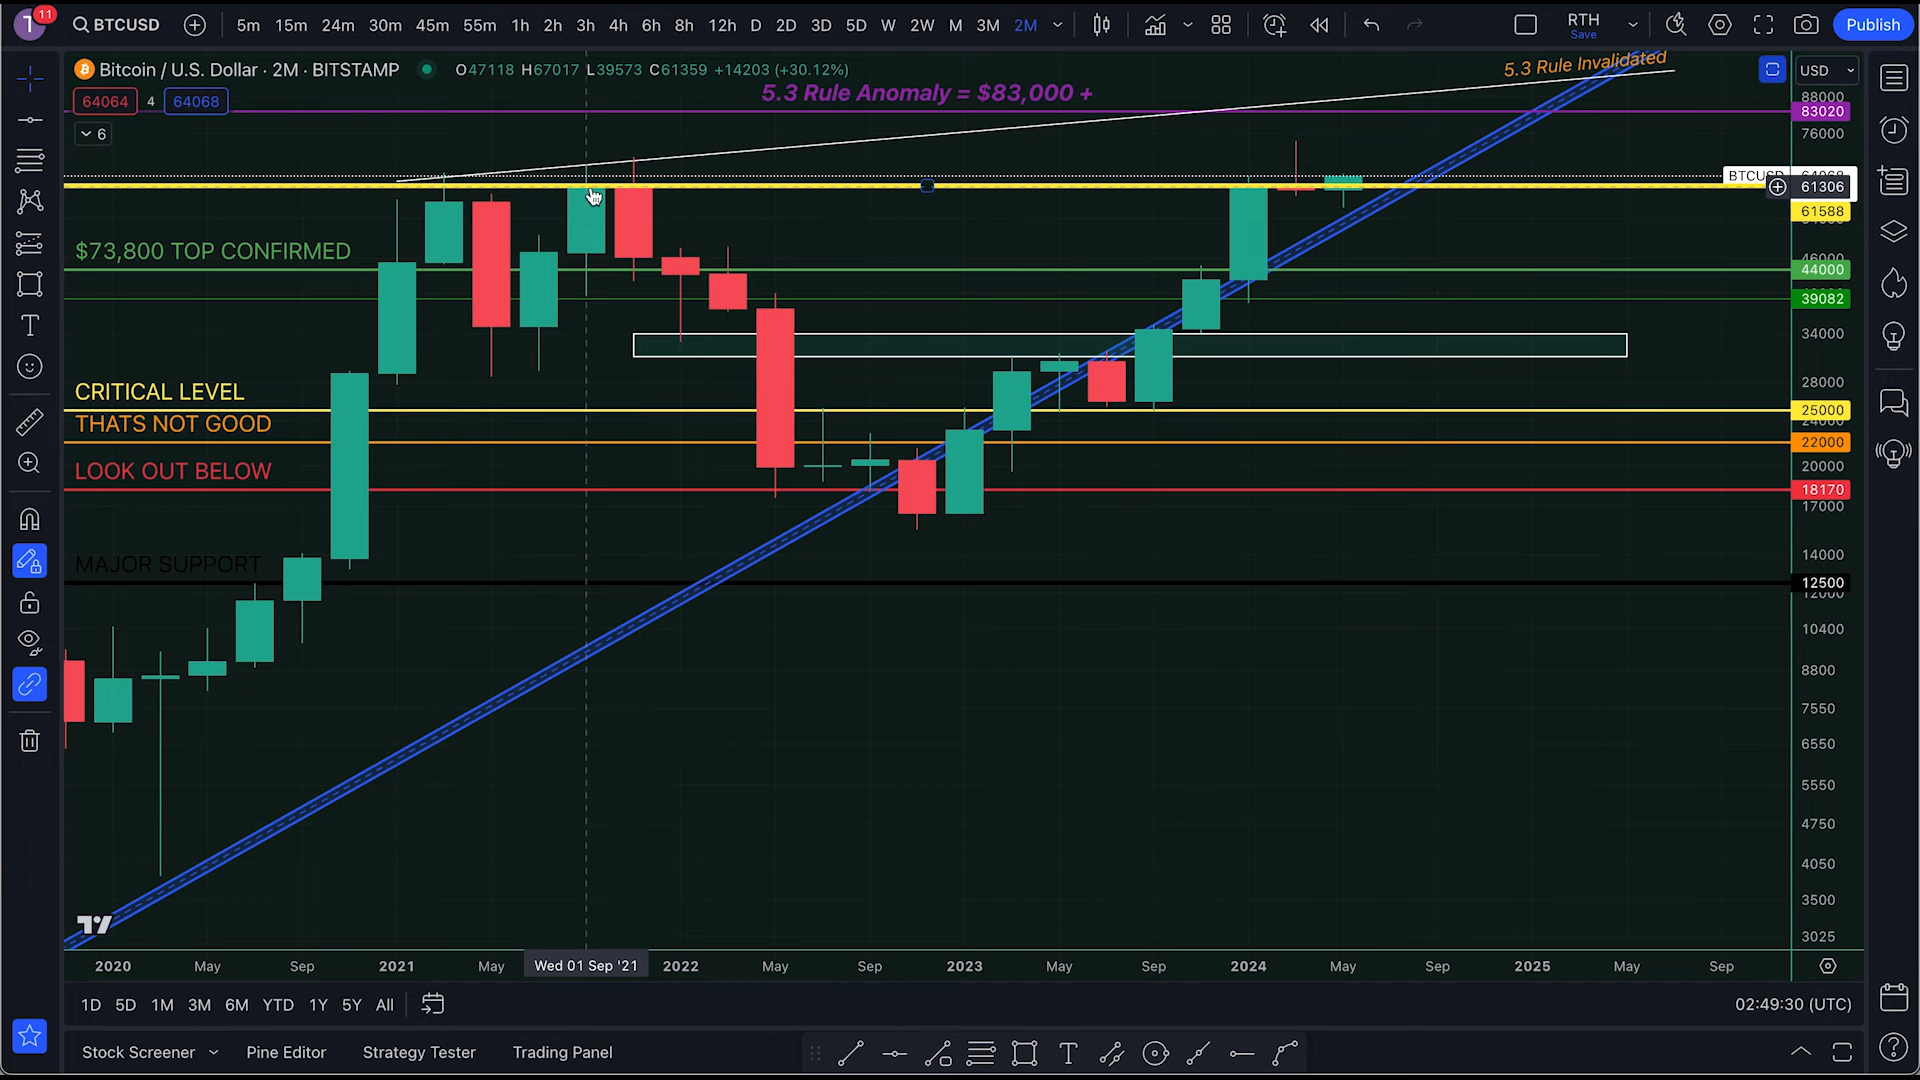 T 11 BTCUSD 5m 15m 24m 30m 45m 55m 1h 2h 3h 4h 6h 8h 12h D 2D 3D 5D W 2W M 3M 2M RTH Save Publish
Bitcoin / U.S. Dollar · 2M · BITSTAMP O47118 H67017 L39573 C61359 +14203 (+30.12%)
5.3 Rule Invalidated
USD
64064 4 64068
5.3 Rule Anomaly = $83,000 +
88000
83020
6
76000
BTCUSD
61306
61588
$73,800 TOP CONFIRMED
46000
44000
39082
34000
28000
CRITICAL LEVEL
25000
THATS NOT GOOD
24000
22000
LOOK OUT BELOW
20000
18170
17000
14000
MAJOR SUPPORT
12500
12000
10400
8800
7550
6550
5550
4750
4050
3500
3025
2020 May Sep 2021 May Wed 01 Sep '21 2022 May Sep 2023 May Sep 2024 May Sep 2025 May Sep
1D 5D 1M 3M 6M YTD 1Y 5Y All 02:49:30 (UTC)
Stock Screener Pine Editor Strategy Tester Trading Panel